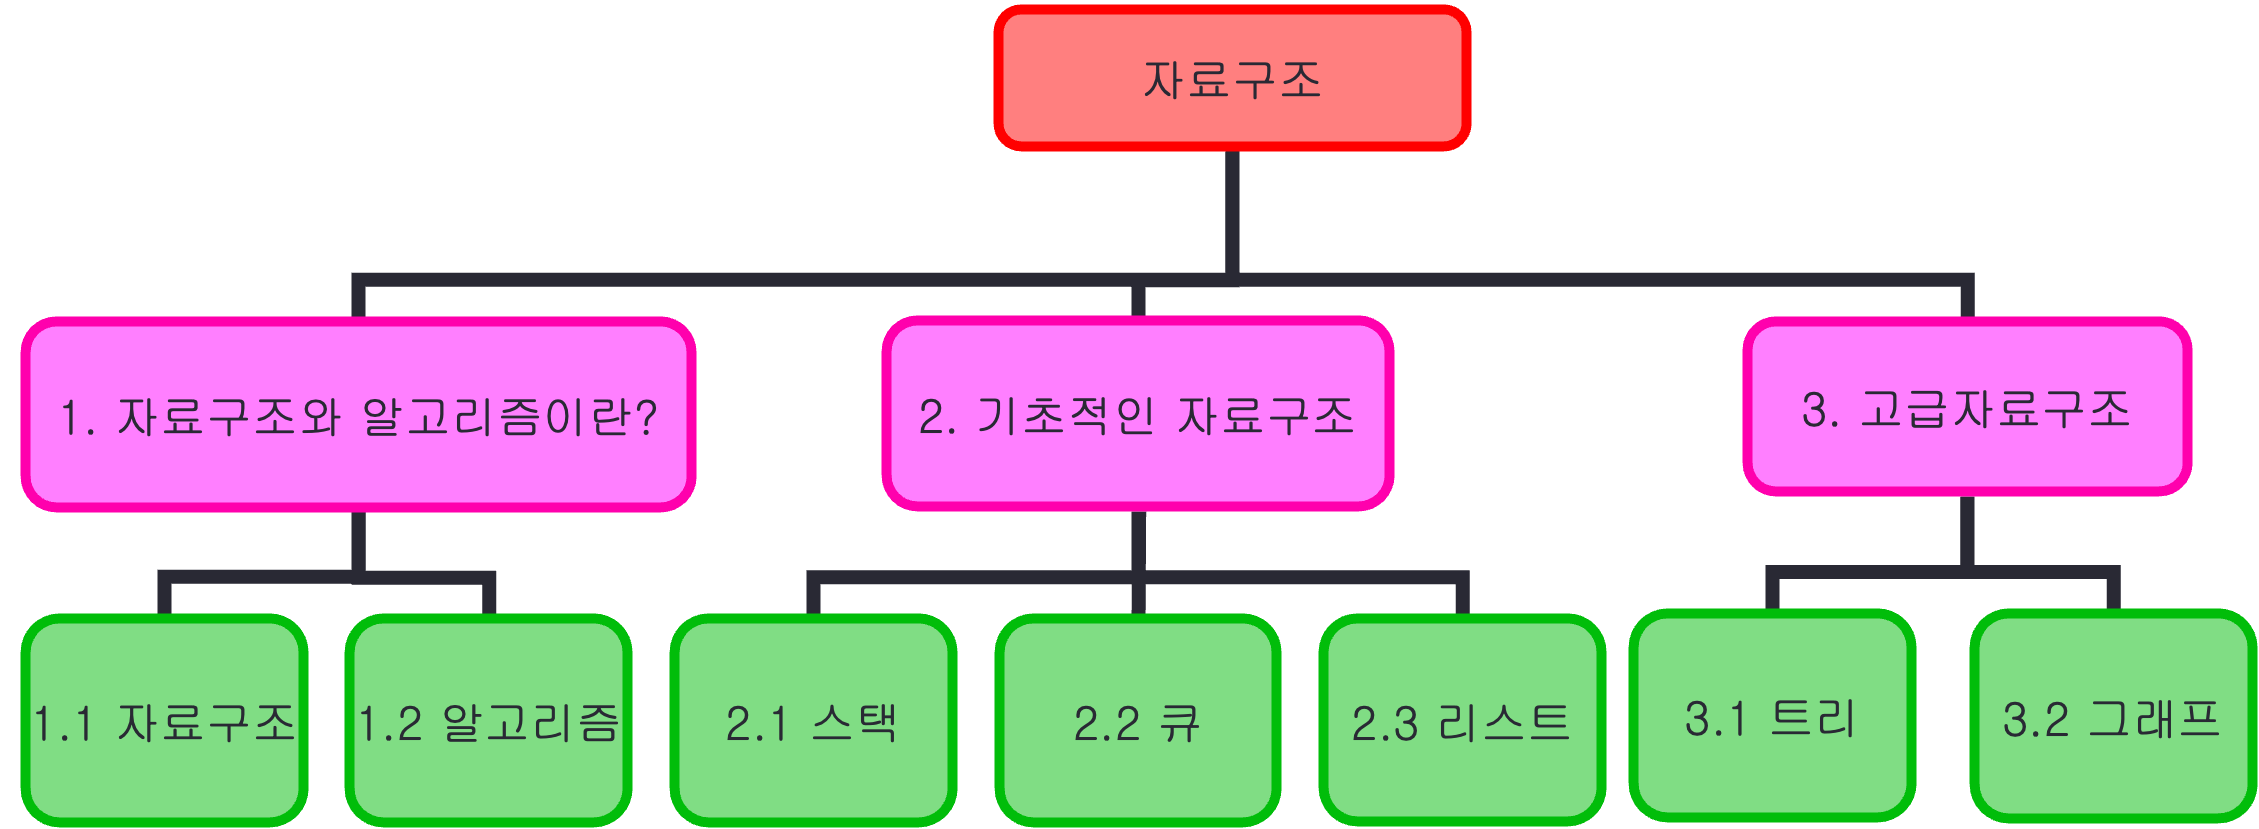 자료구조
1. 자료구조와 알고리즘이란?
2. 기초적인 자료구조
3. 고급자료구조
1.1 자료구조
1.2 알고리즘
2.1 스택
2.2 큐
2.3 리스트
3.1 트리
3.2 그래프